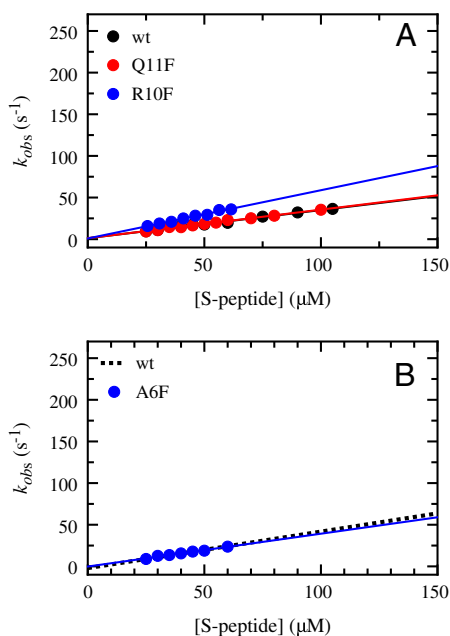 A
wt
Q11F
R10F
250
200
150
100
50
0
k_obs (s⁻¹)
0 50 100 150
[S-peptide] (μM)
B
wt
A6F
250
200
150
100
50
0
k_obs (s⁻¹)
0 50 100 150
[S-peptide] (μM)